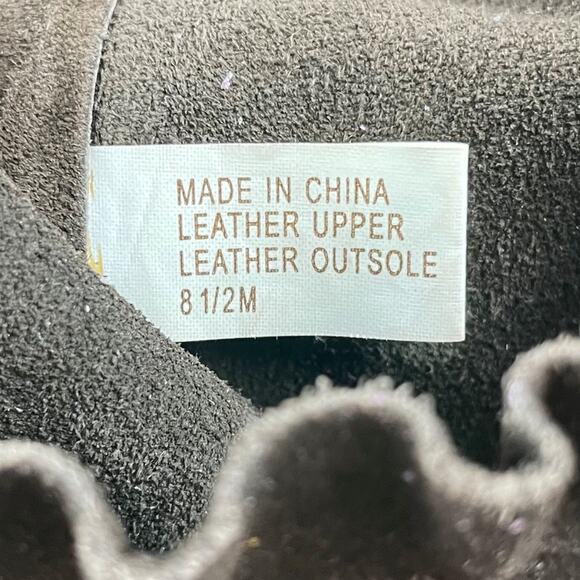 MADE IN CHINA
LEATHER UPPER
LEATHER OUTSOLE
8 1/2M